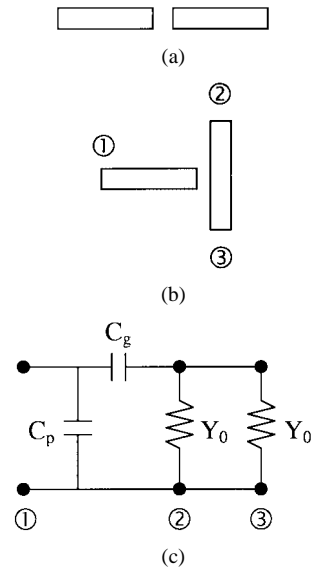 (a)
②
①
③
(b)
C_g
C_p Y_0 Y_0
① ② ③
(c)